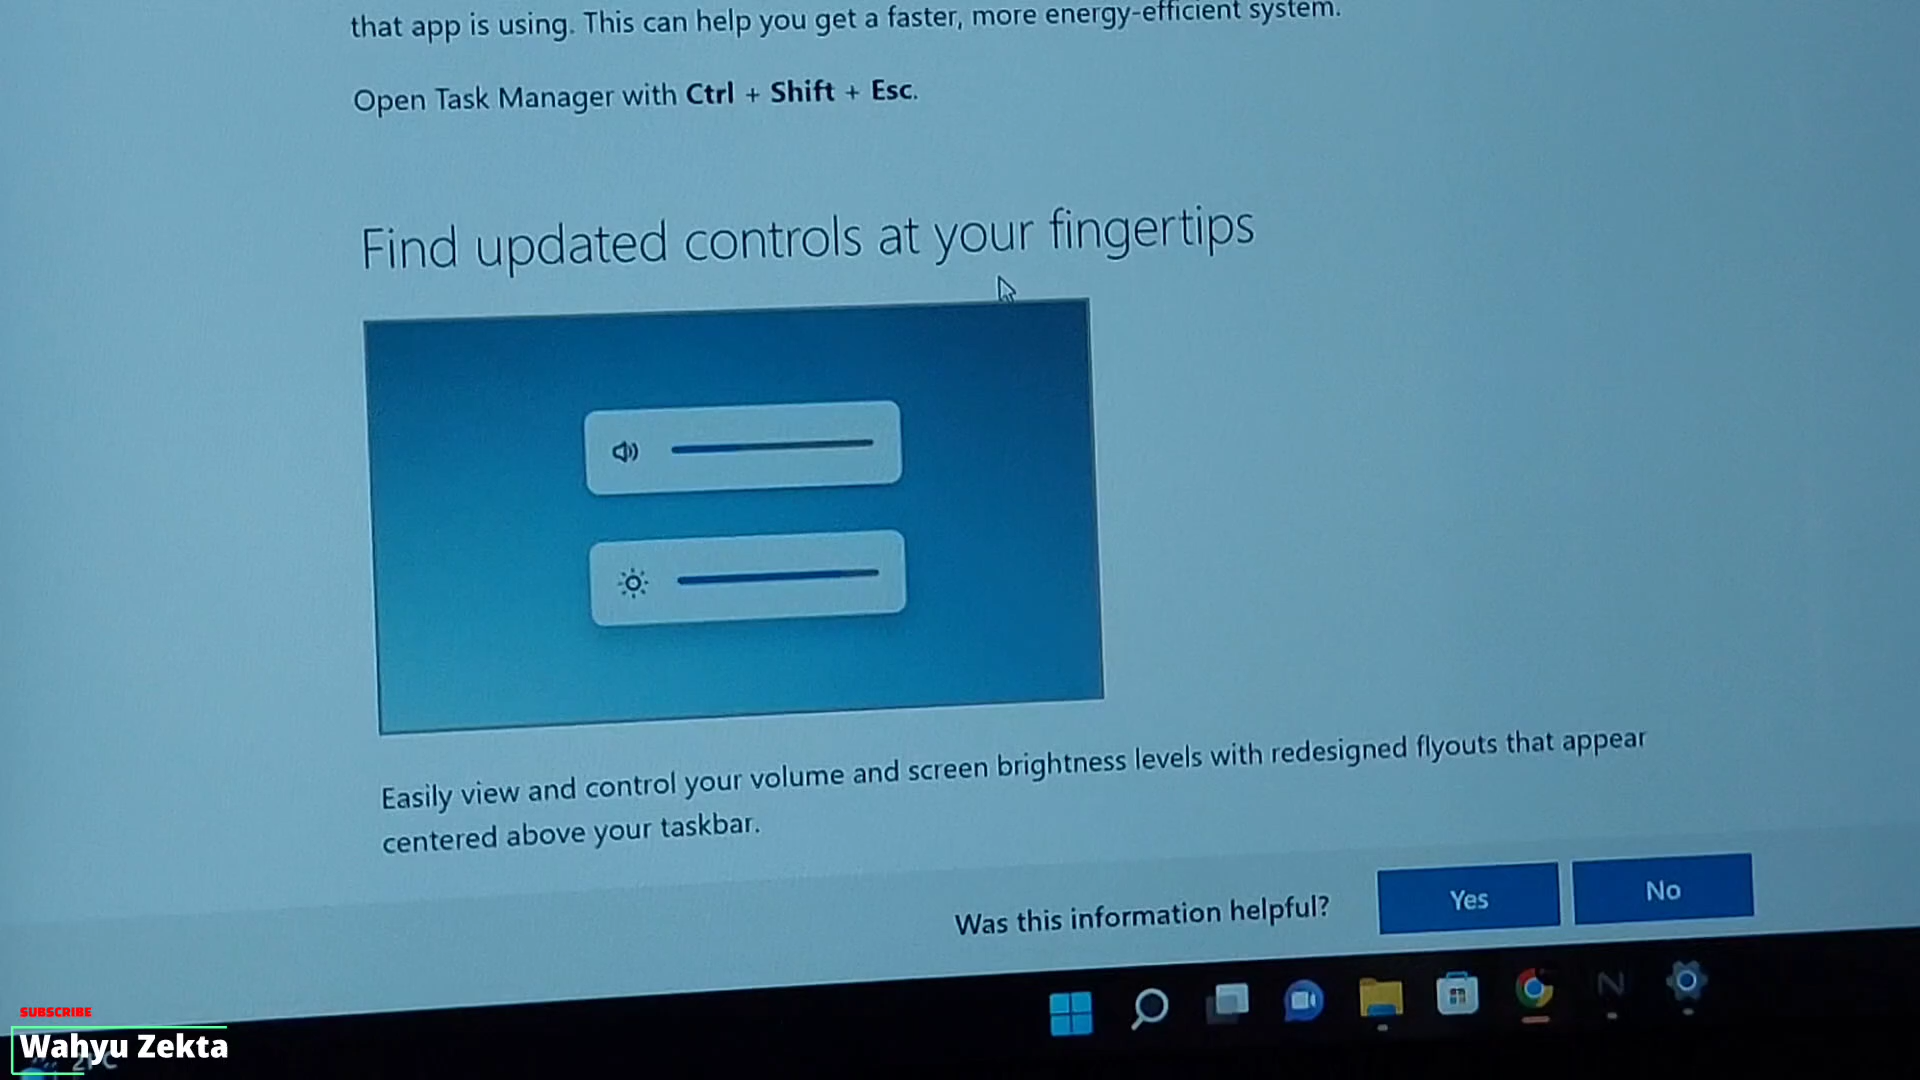 that app is using. This can help you get a faster, more energy-efficient system.
Open Task Manager with Ctrl + Shift + Esc.
Find updated controls at your fingertips
Easily view and control your volume and screen brightness levels with redesigned flyouts that appear
centered above your taskbar.
Was this information helpful?
Yes
No
SUBSCRIBE
Wahyu Zekta